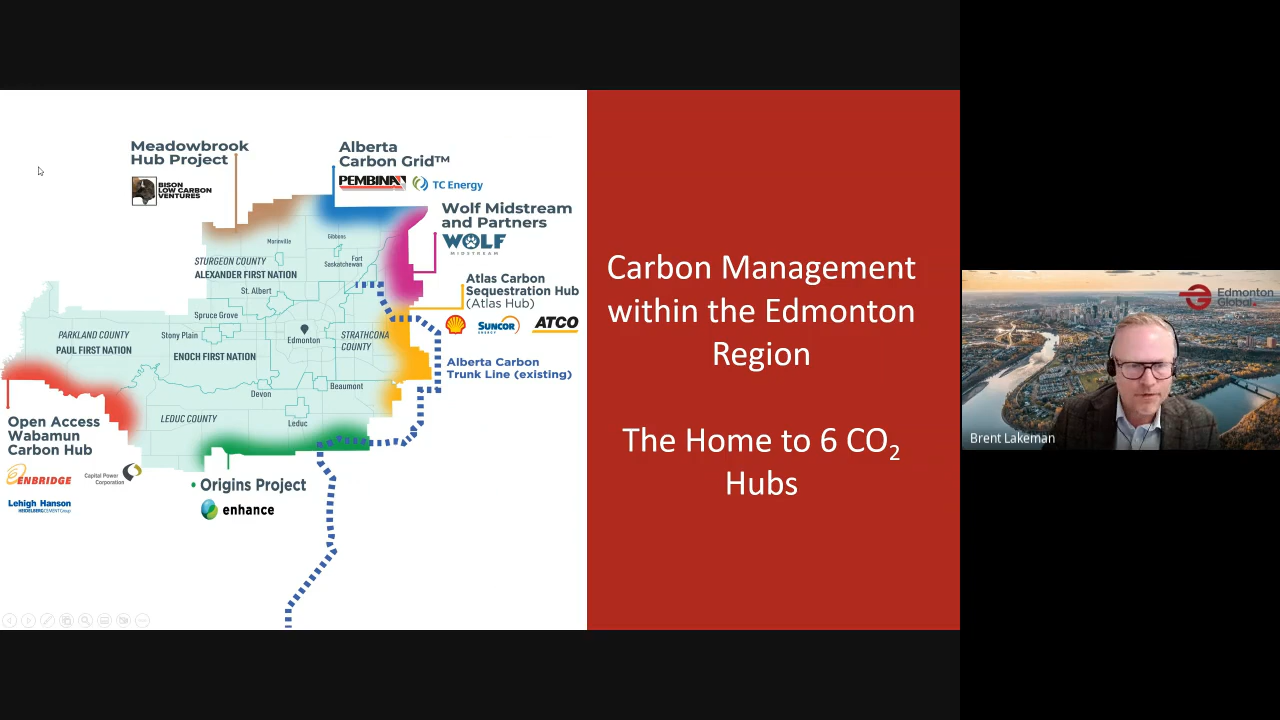 Meadowbrook
Hub Project
BISON
LOW CARBON
VENTURES
Alberta
Carbon Grid™
PEMBINA
TC Energy
Wolf Midstream
and Partners
WOLF
MIDSTREAM
Atlas Carbon
Sequestration Hub
(Atlas Hub)
SUNCOR
ENERGY
ATCO
Alberta Carbon
Trunk Line (existing)
Morinville
Gibbons
Fort
Saskatchewan
STURGEON COUNTY
ALEXANDER FIRST NATION
St. Albert
Spruce Grove
PARKLAND COUNTY
PAUL FIRST NATION
Stony Plain
ENOCH FIRST NATION
Edmonton
STRATHCONA
COUNTY
Beaumont
Devon
LEDUC COUNTY
Leduc
Open Access
Wabamun
Carbon Hub
ENBRIDGE
Capital Power
Corporation
Lehigh Hanson
HEIDELBERGCEMENT Group
• Origins Project
enhance
Carbon Management
within the Edmonton
Region
The Home to 6 CO2
Hubs
Edmonton
Global
Brent Lakeman